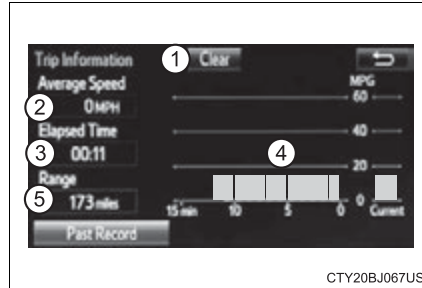 Trip Information
1
Clear
Average Speed
MPG
2
0 MPH
60
Elapsed Time
40
3
00:11
4
20
Range
5
173 miles
0
15 min
10
5
0
Current
Past Record
CTY20BJ067US